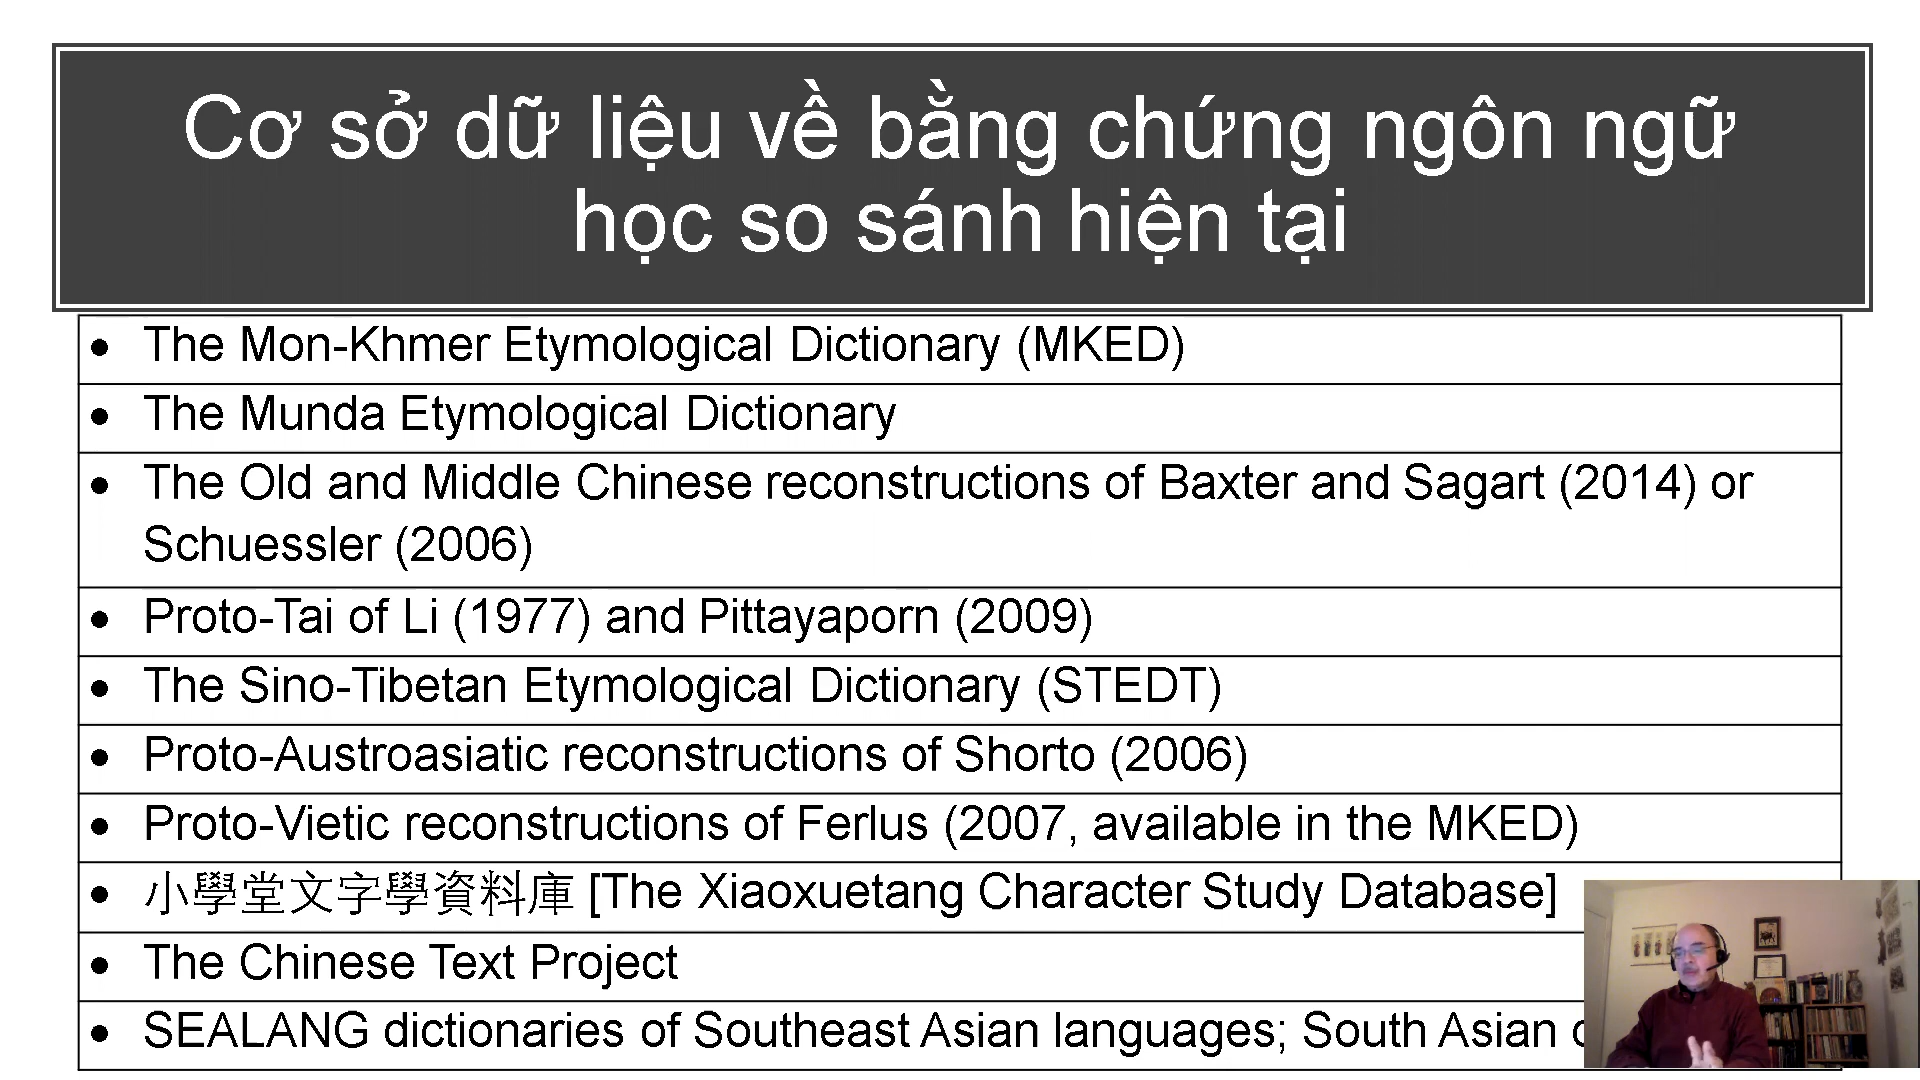 Cơ sở dữ liệu về bằng chứng ngôn ngữ
học so sánh hiện tại
• The Mon-Khmer Etymological Dictionary (MKED)
• The Munda Etymological Dictionary
• The Old and Middle Chinese reconstructions of Baxter and Sagart (2014) or
Schuessler (2006)
• Proto-Tai of Li (1977) and Pittayaporn (2009)
• The Sino-Tibetan Etymological Dictionary (STEDT)
• Proto-Austroasiatic reconstructions of Shorto (2006)
• Proto-Vietic reconstructions of Ferlus (2007, available in the MKED)
• 小學堂文字學資料庫 [The Xiaoxuetang Character Study Database]
• The Chinese Text Project
• SEALANG dictionaries of Southeast Asian languages; South Asian